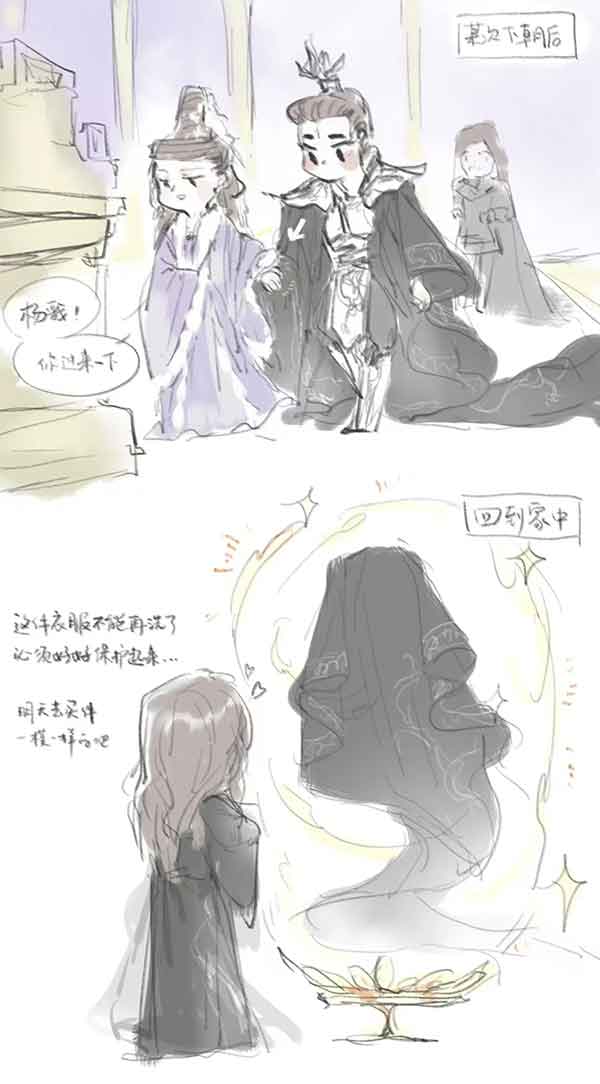 某次下朝后
杨戬！
你过来一下
回到家中
这件衣服不能再洗了
必须好好保护起来…
明天去买件
一模一样的吧